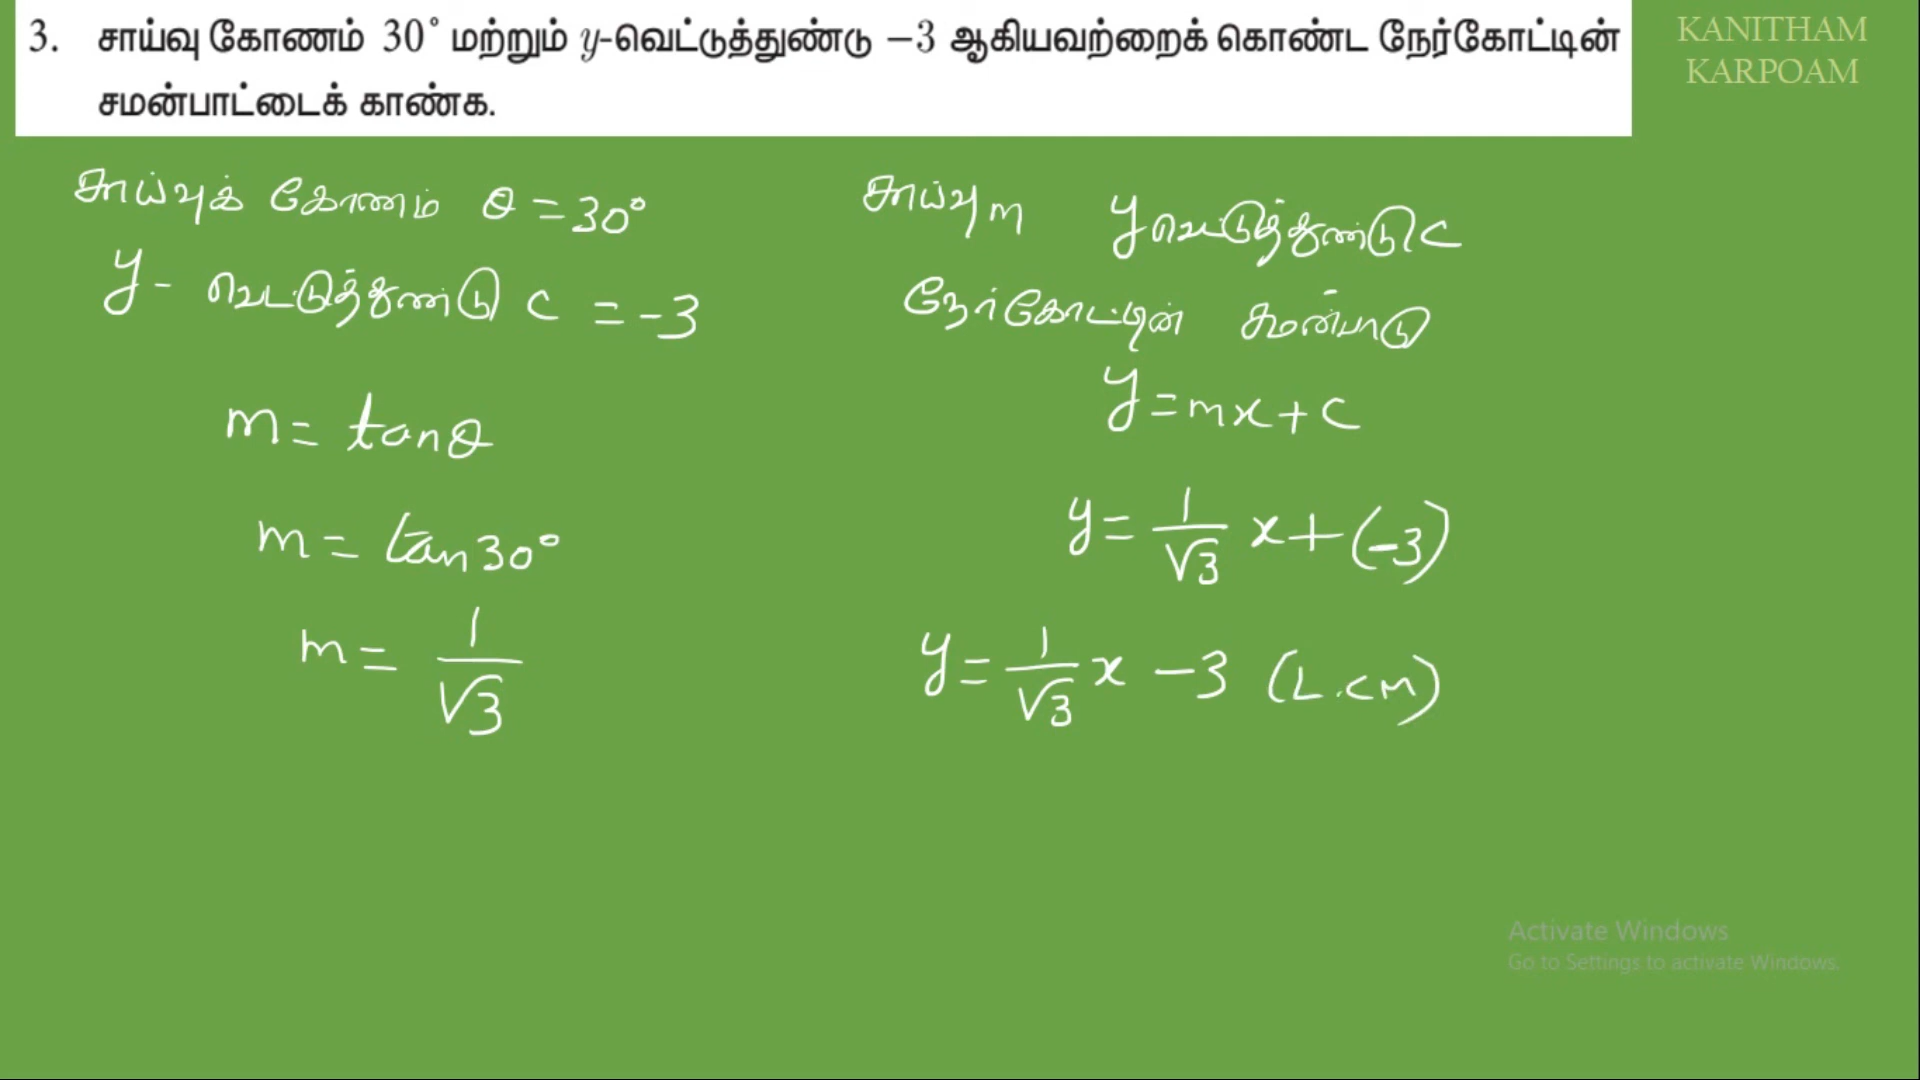 3. சாய்வு கோணம் 30° மற்றும் y-வெட்டுத்துண்டு −3 ஆகியவற்றைக் கொண்ட நேர்கோட்டின்
சமன்பாட்டைக் காண்க.
KANITHAM
KARPOAM
சாய்வுக் கோணம் θ = 30°
y - வெட்டுத்துண்டு c = -3
m = tanθ
m = tan30°
m = 1/√3
சாய்வு m y வெட்டுத்துண்டு c
நேர்கோட்டின் சமன்பாடு
y = mx + c
y = 1/√3 x + (-3)
y = 1/√3 x - 3 (L.CM)
Activate Windows
Go to Settings to activate Windows.